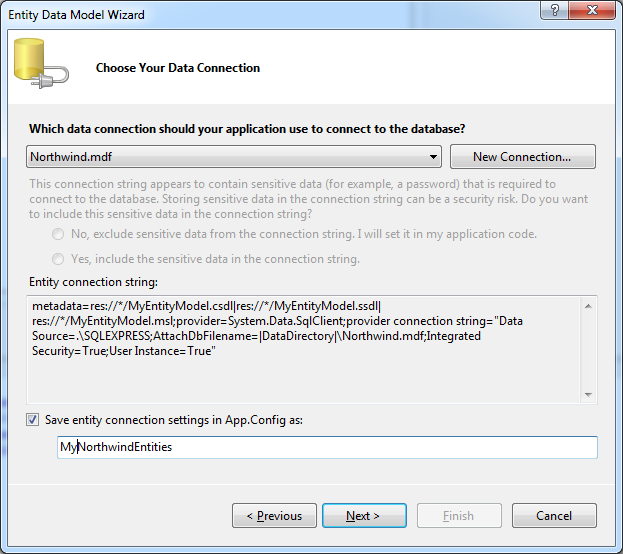 Entity Data Model Wizard
?
Choose Your Data Connection
Which data connection should your application use to connect to the database?
Northwind.mdf
New Connection...
This connection string appears to contain sensitive data (for example, a password) that is required to
connect to the database. Storing sensitive data in the connection string can be a security risk. Do you want
to include this sensitive data in the connection string?
No, exclude sensitive data from the connection string. I will set it in my application code.
Yes, include the sensitive data in the connection string.
Entity connection string:
metadata=res://*/MyEntityModel.csdl|res://*/MyEntityModel.ssdl|
res://*/MyEntityModel.msl;provider=System.Data.SqlClient;provider connection string="Data
Source=.\SQLEXPRESS;AttachDbFilename=|DataDirectory|\Northwind.mdf;Integrated
Security=True;User Instance=True"
Save entity connection settings in App.Config as:
MyNorthwindEntities
< Previous
Next >
Finish
Cancel